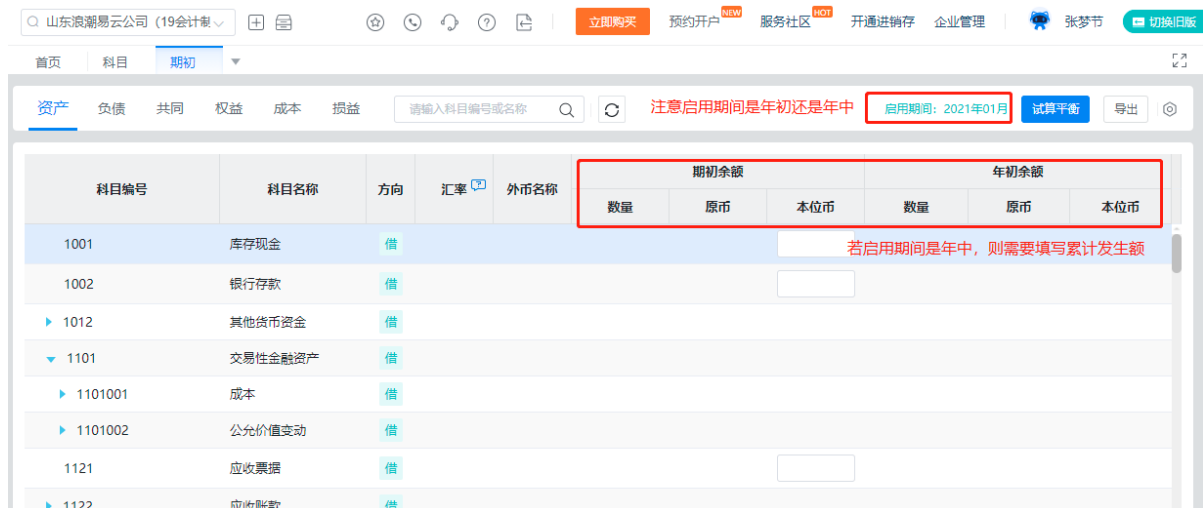 山东浪潮易云公司（19会计制
立即购买
预约开户
NEW
服务社区
HOT
开通进销存
企业管理
张梦节
切换旧版
首页
科目
期初
资产
负债
共同
权益
成本
损益
请输入科目编号或名称
注意启用期间是年初还是年中
启用期间：2021年01月
试算平衡
导出
科目编号
科目名称
方向
汇率
外币名称
期初余额
年初余额
数量
原币
本位币
数量
原币
本位币
1001
库存现金
借
若启用期间是年中，则需要填写累计发生额
1002
银行存款
借
1012
其他货币资金
借
1101
交易性金融资产
借
1101001
成本
借
1101002
公允价值变动
借
1121
应收票据
借
1122
应收账款
借